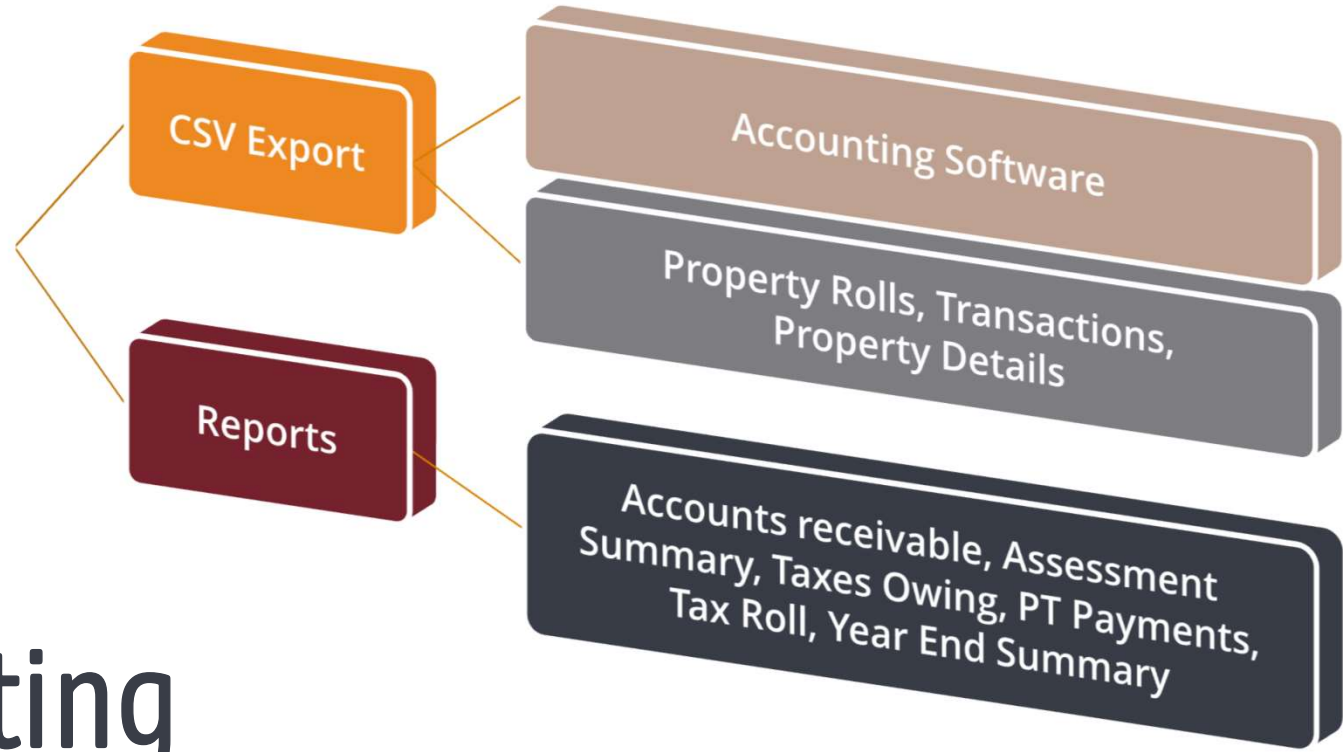 CSV Export
Accounting Software
Property Rolls, Transactions,
Property Details
Reports
Accounts receivable, Assessment
Summary, Taxes Owing, PT Payments,
Tax Roll, Year End Summary
ting